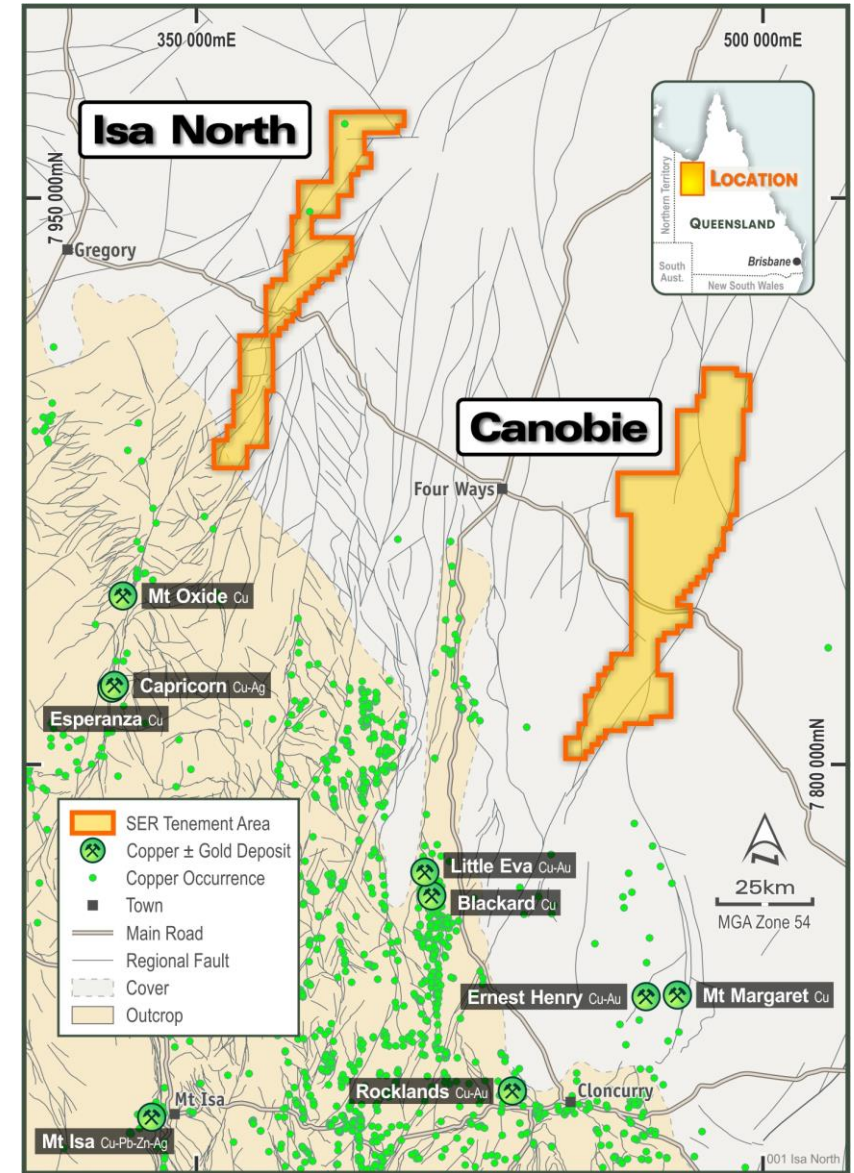 350 000mE
500 000mE
Isa North
7 950 000mN
Gregory
LOCATION
Northern Territory
QUEENSLAND
Brisbane
South
Aust.
New South Wales
Canobie
Four Ways
Mt Oxide Cu
Capricorn Cu-Ag
Esperanza Cu
7 800 000mN
SER Tenement Area
Copper ± Gold Deposit
Copper Occurrence
Town
Main Road
Regional Fault
Cover
Outcrop
Little Eva Cu-Au
Blackard Cu
N
25km
MGA Zone 54
Ernest Henry Cu-Au
Mt Margaret Cu
Rocklands Cu-Au
Cloncurry
Mt Isa
Mt Isa Cu-Pb-Zn-Ag
001 Isa North